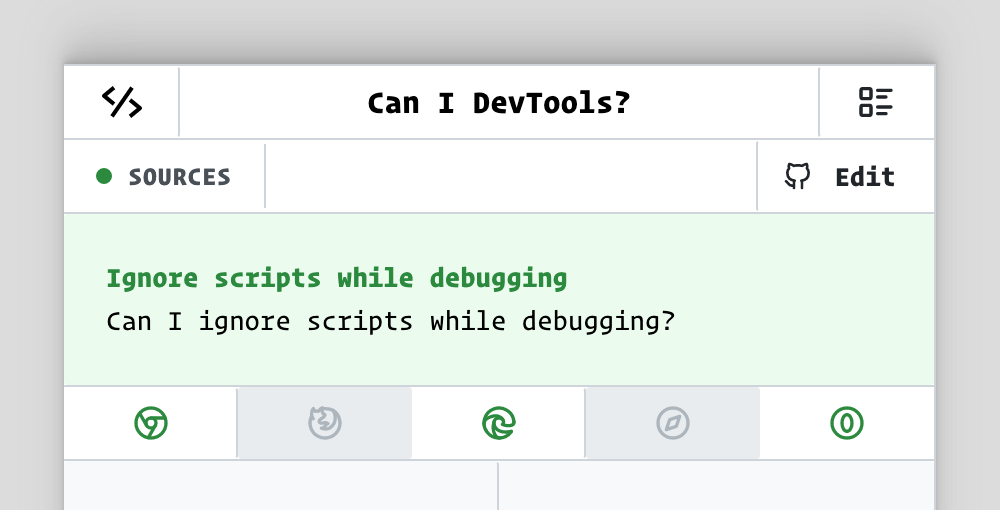 Can I DevTools?
SOURCES
Edit
Ignore scripts while debugging
Can I ignore scripts while debugging?